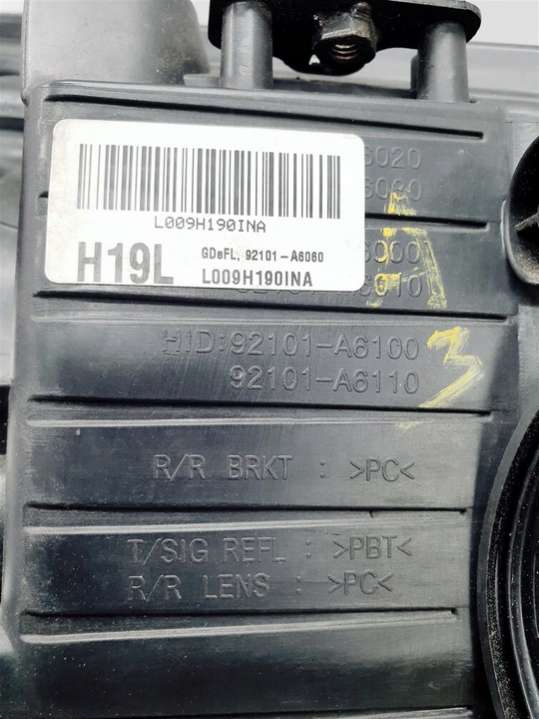 6020
L009H190INA
H19L GDeFL, 92101-A6060
L009H190INA
HID:92101-A6100
92101-A6110
3
R/R BRKT : >PC<
T/SIG REFL : >PBT<
R/R LENS : >PC<